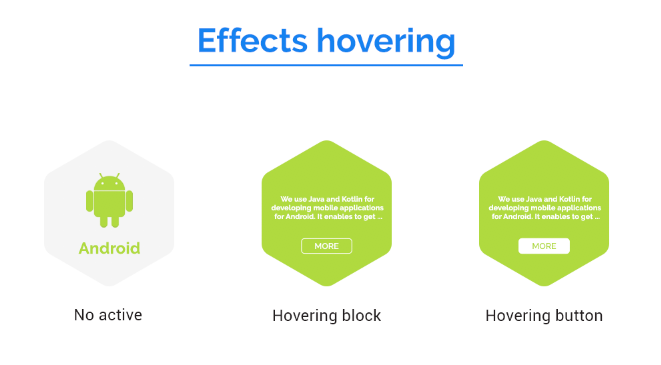 Effects hovering
Android
No active
We use Java and Kotlin for
developing mobile applications
for Android. It enables to get ...
MORE
Hovering block
We use Java and Kotlin for
developing mobile applications
for Android. It enables to get ...
MORE
Hovering button